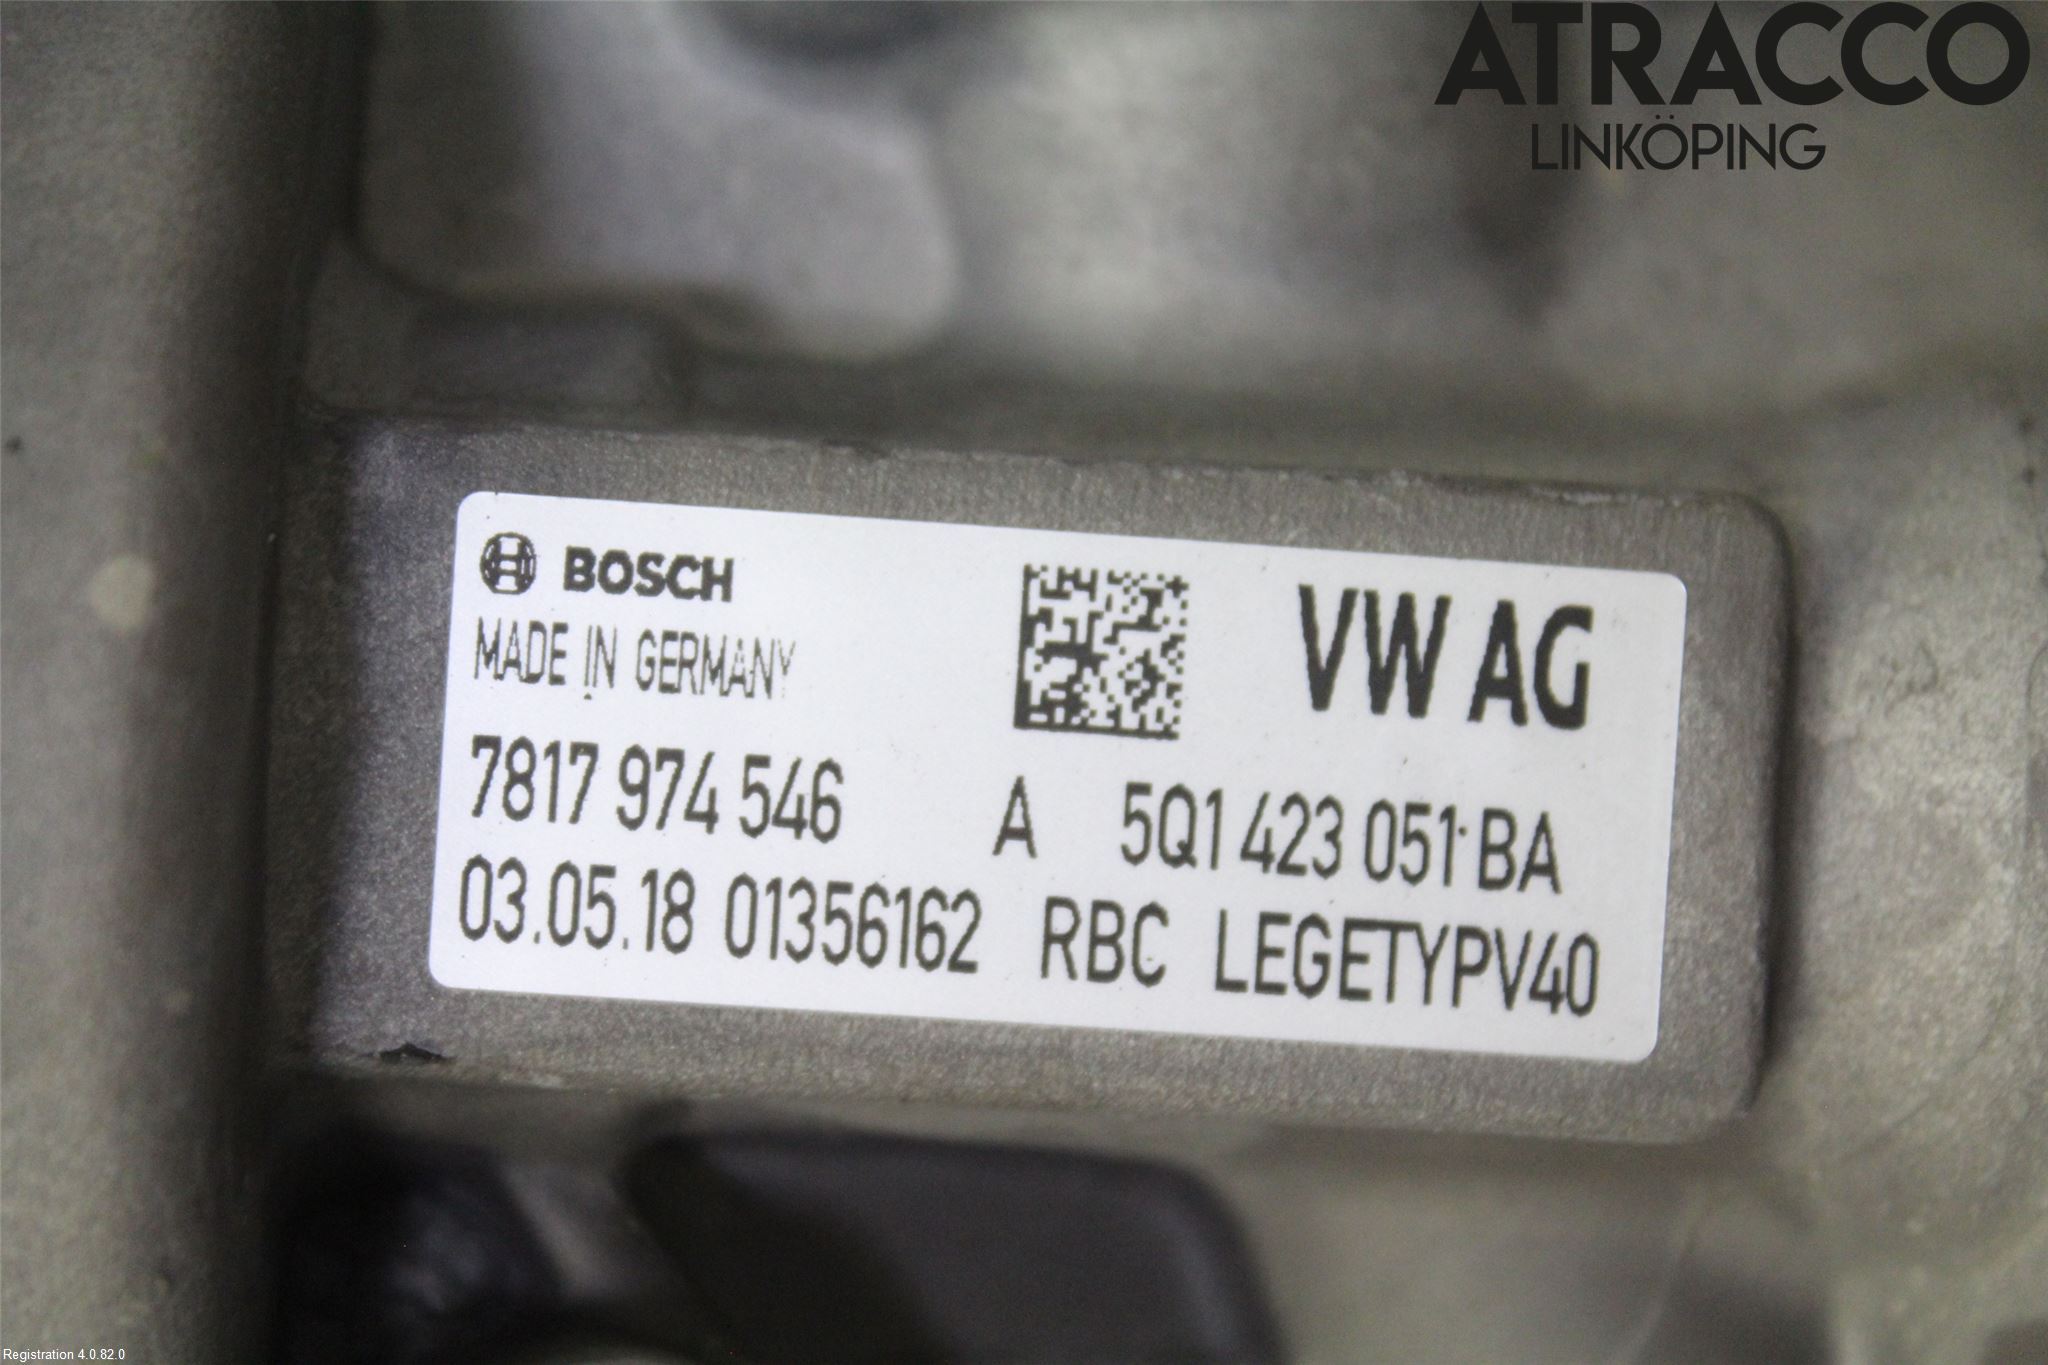 ATRACCO
LINKÖPING
BOSCH
MADE IN GERMANY
VW AG
7817 974 546 A 5Q1 423 051 BA
03.05.18 01356162 RBC LEGETYPV40
Registration 4.0.82.0